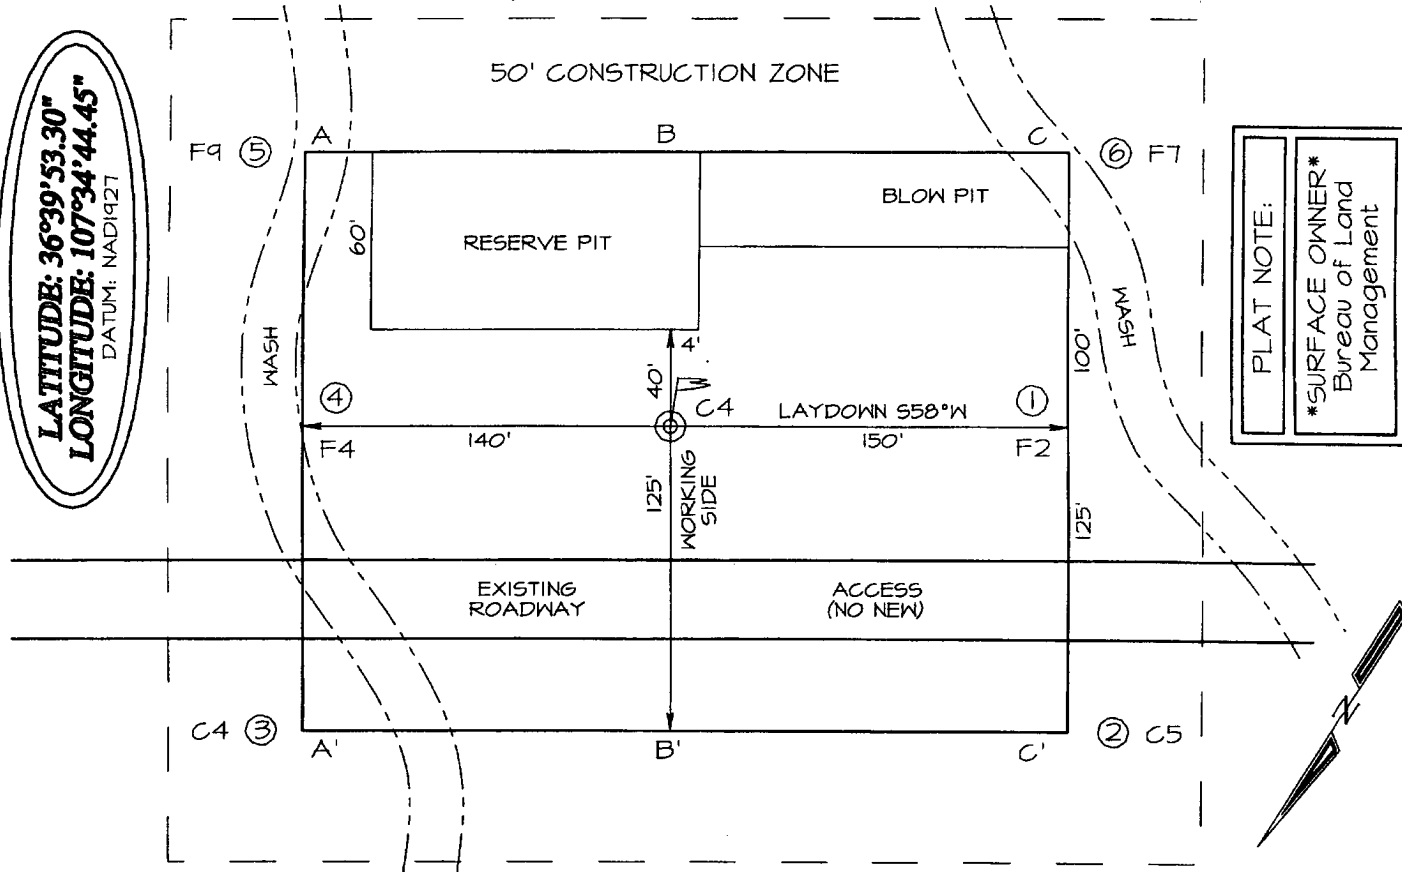 50' CONSTRUCTION ZONE
LATITUDE: 36°39'53.30"
LONGITUDE: 107°34'44.45"
DATUM: NAD1927
F9 ⑤
A
B
C
⑥ F7
BLOW PIT
60'
RESERVE PIT
PLAT NOTE:
*SURFACE OWNER*
Bureau of Land
Management
WASH
WASH
4'
40'
100'
④
C4
LAYDOWN S58°W
①
F4
140'
150'
F2
125'
WORKING
SIDE
125'
EXISTING
ROADWAY
ACCESS
(NO NEW)
N
C4 ③
A'
B'
C'
② C5